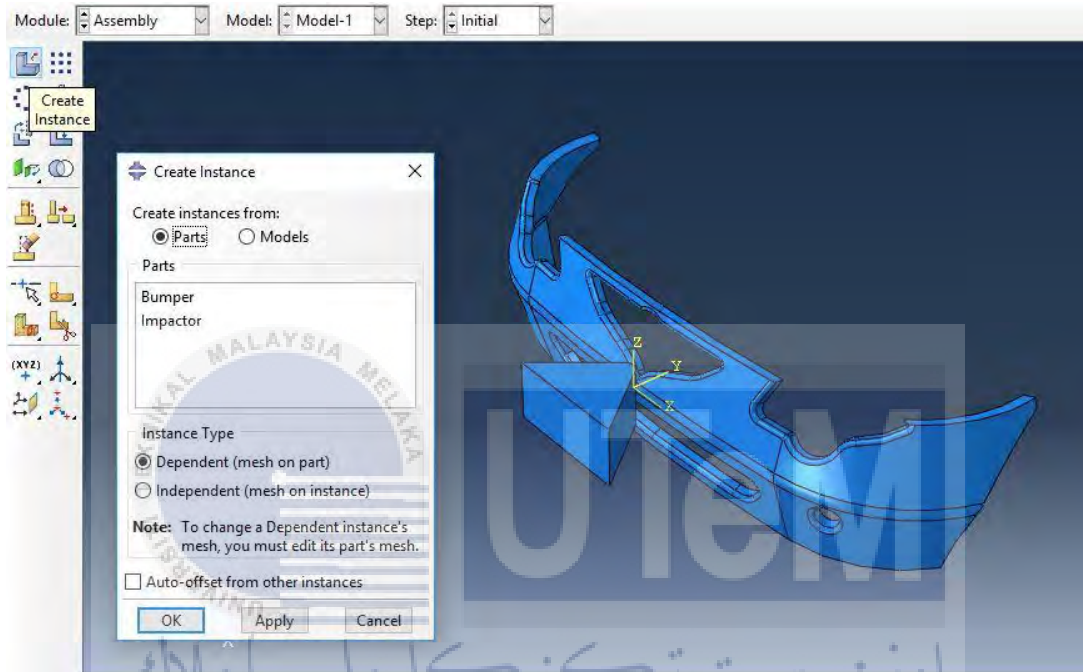 Module: Assembly Model: Model-1 Step: Initial
Create
Instance
Create Instance
Create instances from:
Parts Models
Parts
Bumper
Impactor
Instance Type
Dependent (mesh on part)
Independent (mesh on instance)
Note: To change a Dependent instance's
mesh, you must edit its part's mesh.
Auto-offset from other instances
OK Apply Cancel
(XYZ)
Z
Y
X
MALAYSIA MELAKA
UTeM